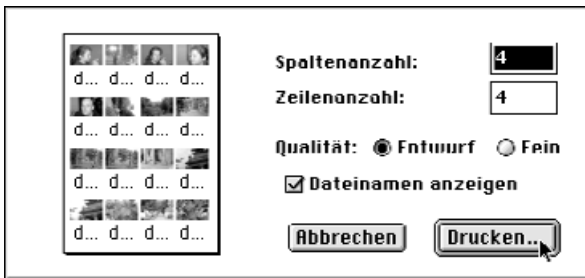 d... d... d... d...
d... d... d... d...
d... d... d... d...
d... d... d... d...
Spaltenanzahl: 4
Zeilenanzahl: 4
Qualität: Entwurf Fein
Dateinamen anzeigen
Abbrechen Drucken...